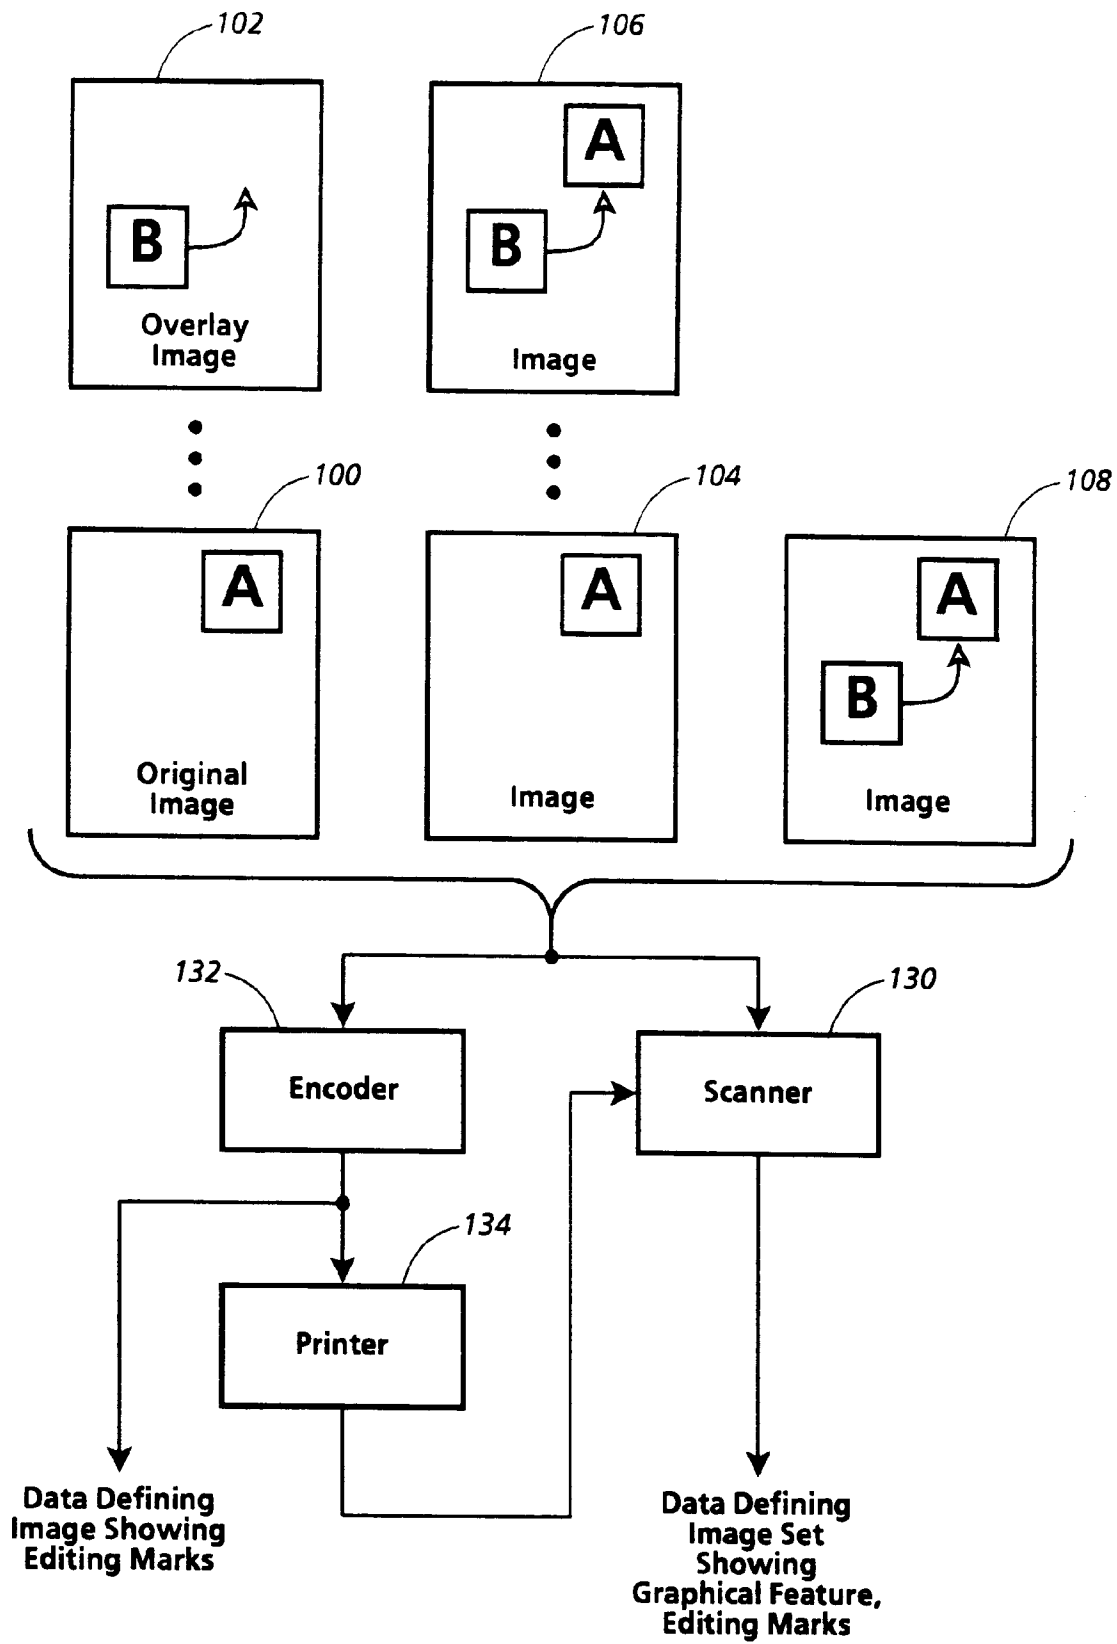 102
106
A
B
B
Overlay
Image
Image
100
104
108
A
A
A
B
Original
Image
Image
Image
132
130
Encoder
Scanner
134
Printer
Data Defining
Image Showing
Editing Marks
Data Defining
Image Set
Showing
Graphical Feature,
Editing Marks